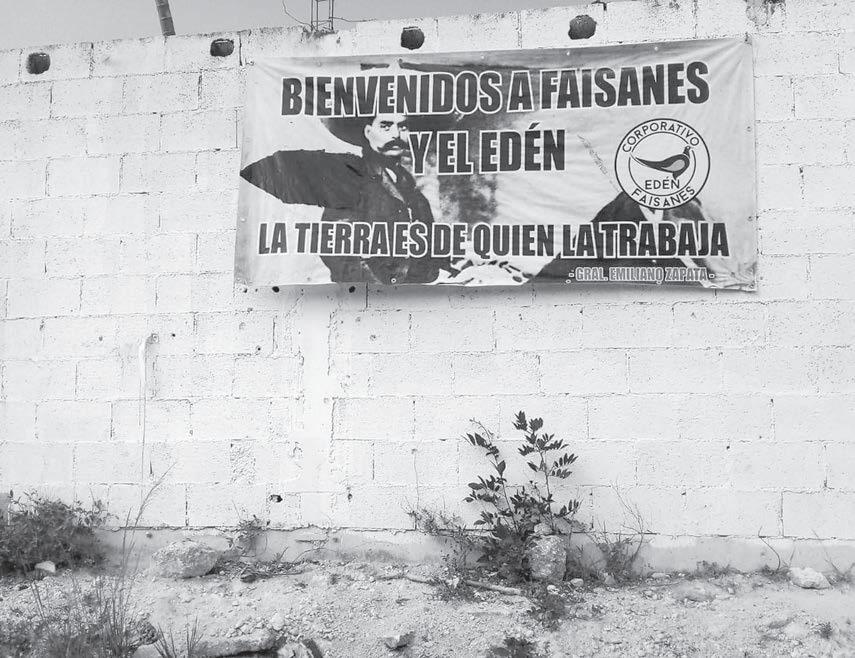 BIENVENIDOS A FAISANES
Y EL EDÉN
CORPORATIVO
EDÉN
FAISANES
LA TIERRA ES DE QUIEN LA TRABAJA
- GRAL. EMILIANO ZAPATA -